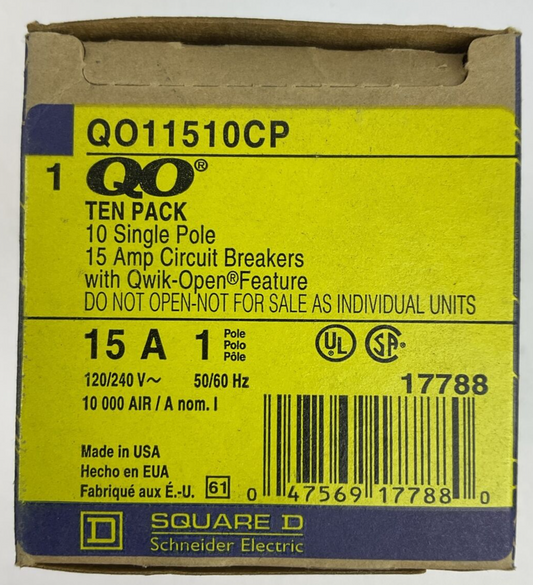 QO11510CP
1 QO®
TEN PACK
10 Single Pole
15 Amp Circuit Breakers
with Qwik-Open® Feature
DO NOT OPEN-NOT FOR SALE AS INDIVIDUAL UNITS
15 A 1 Pole
Polo
Pôle
UL SA®
120/240 V~ 50/60 Hz
17788
10 000 AIR / A nom. I
Made in USA
Hecho en EUA
Fabriqué aux É.-U. 61
0 47569 17788 0
D SQUARE D
Schneider Electric